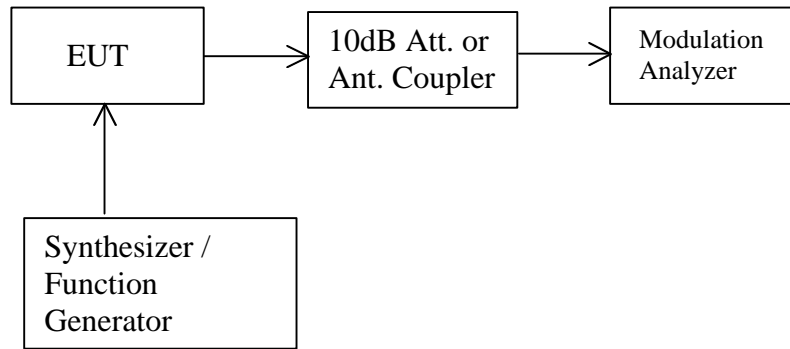 EUT
10dB Att. or
Ant. Coupler
Modulation
Analyzer
Synthesizer /
Function
Generator